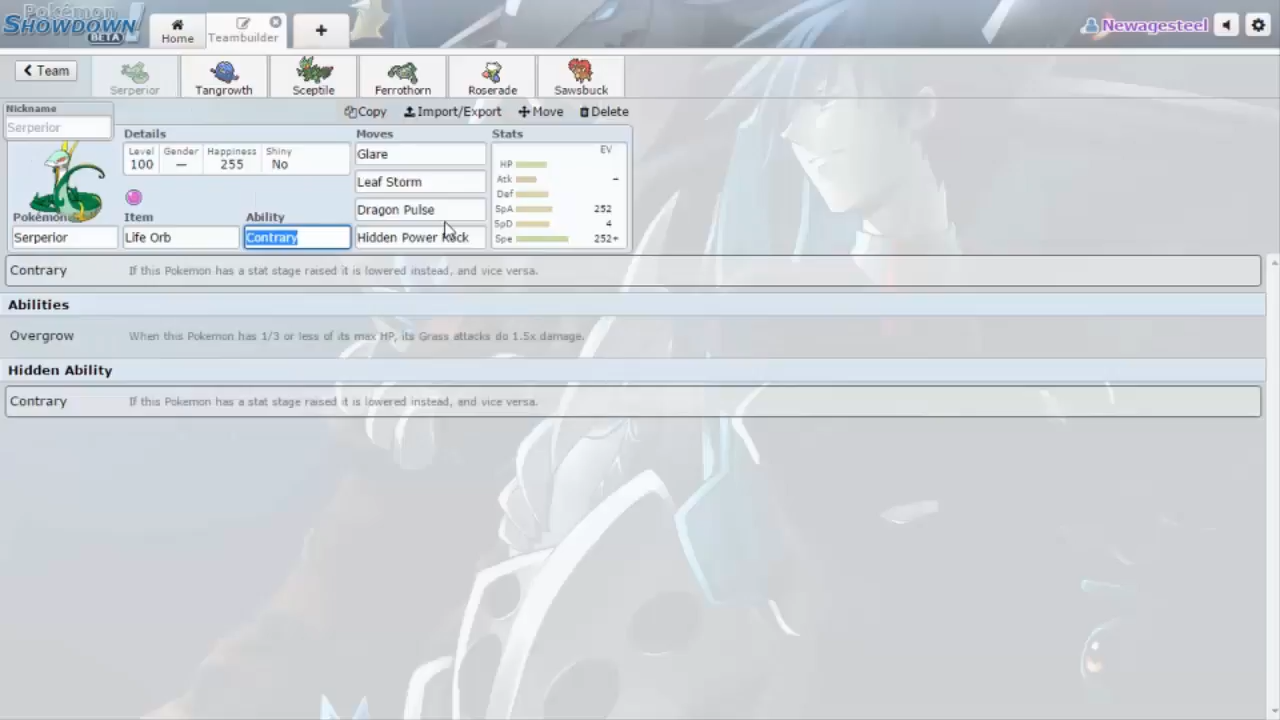 Pokémon
SHOWDOWN
BETA
Home
Teambuilder
+
Newagesteel
Team
Serperior
Tangrowth
Sceptile
Ferrothorn
Roserade
Sawsbuck
Nickname
Serperior
Copy Import/Export Move Delete
Details
Moves
Stats
Level Gender Happiness Shiny
100 — 255 No
Glare
Leaf Storm
Dragon Pulse
EV
HP
Atk –
Def
SpA 252
SpD 4
Spe 252+
Pokémon Item Ability
Serperior Life Orb Contrary Hidden Power Rock
Contrary If this Pokemon has a stat stage raised it is lowered instead, and vice versa.
Abilities
Overgrow When this Pokemon has 1/3 or less of its max HP, its Grass attacks do 1.5x damage.
Hidden Ability
Contrary If this Pokemon has a stat stage raised it is lowered instead, and vice versa.